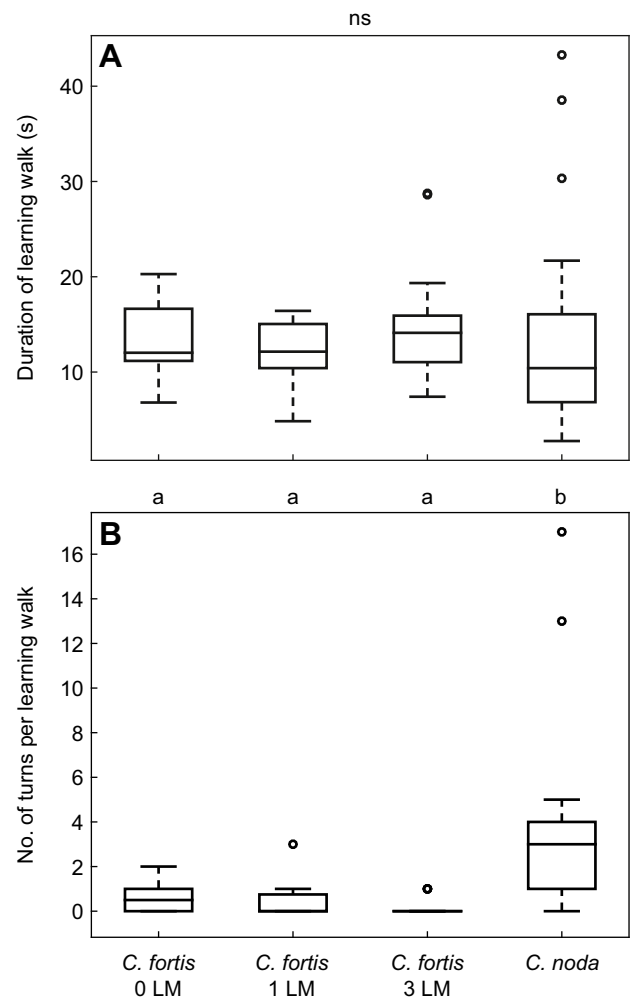 ns
A
Duration of learning walk (s)
40
30
20
10
a a a b
B
No. of turns per learning walk
16
14
12
10
8
6
4
2
0
C. fortis C. fortis C. fortis C. noda
0 LM 1 LM 3 LM